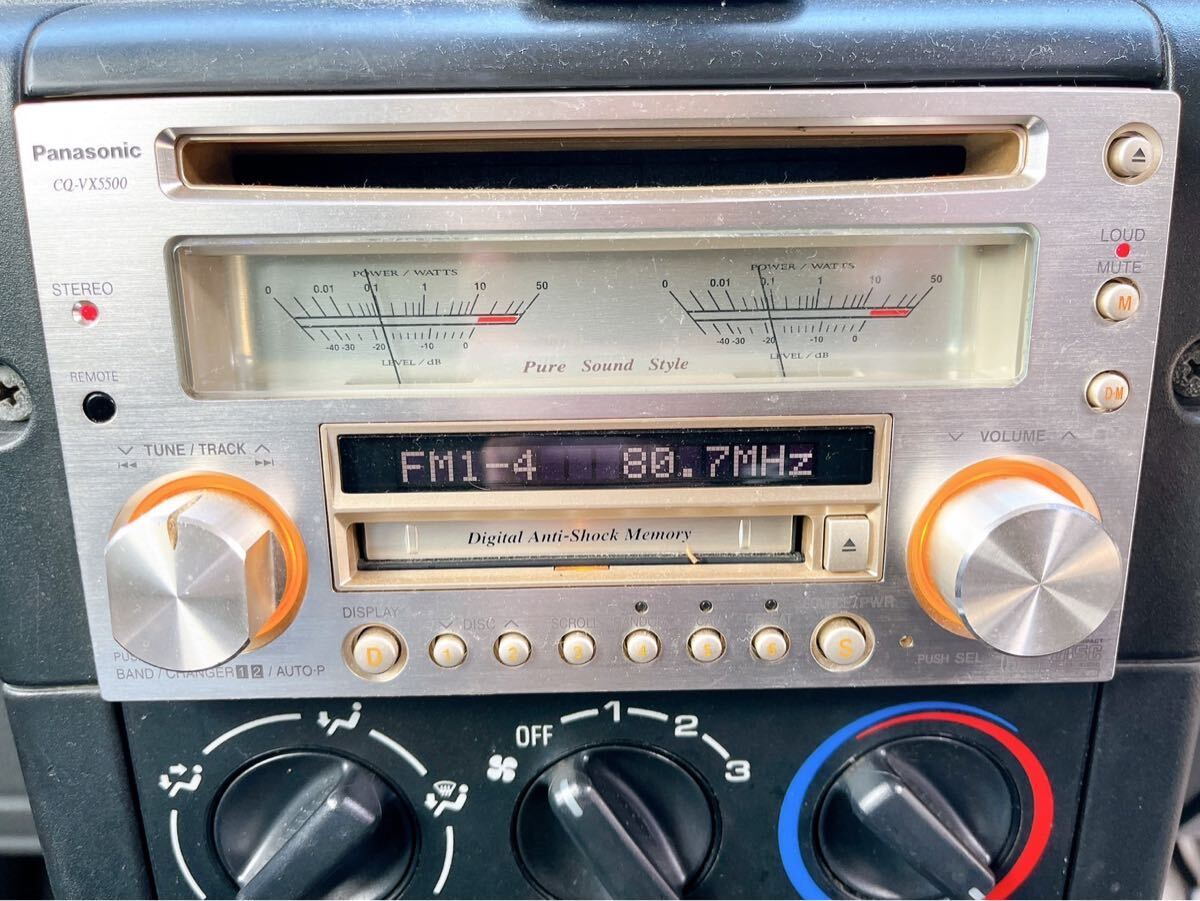 Panasonic
CQ-VX5500
LOUD
MUTE
M
D·M
STEREO
REMOTE
POWER / WATTS
0 0.01 0.1 1 10 50
-40 -30 -20 -10 0
LEVEL / dB
POWER / WATTS
0 0.01 0.1 1 10 50
-40 -30 -20 -10 0
LEVEL / dB
Pure Sound Style
TUNE / TRACK
VOLUME
FM1-4 80.7MHz
Digital Anti-Shock Memory
DISPLAY
DISC
SCROLL
D
1
2
3
4
5
6
S
PUSH SEL
BAND / CHANGER 1 2 / AUTO·P
OFF
1
2
3